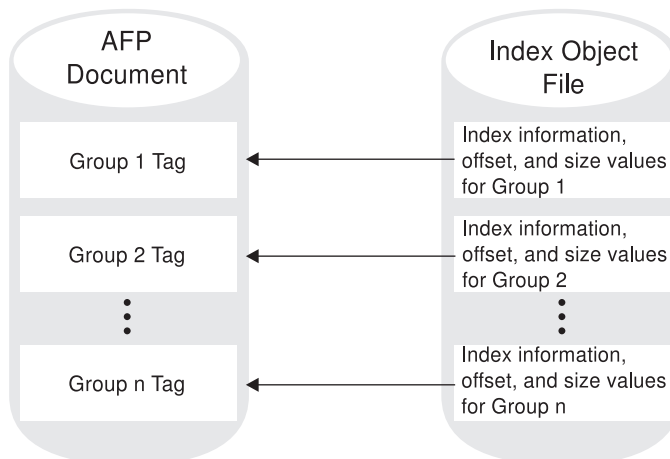 AFP
Document
Group 1 Tag
Group 2 Tag
Group n Tag
Index Object
File
Index information,
offset, and size values
for Group 1
Index information,
offset, and size values
for Group 2
Index information,
offset, and size values
for Group n